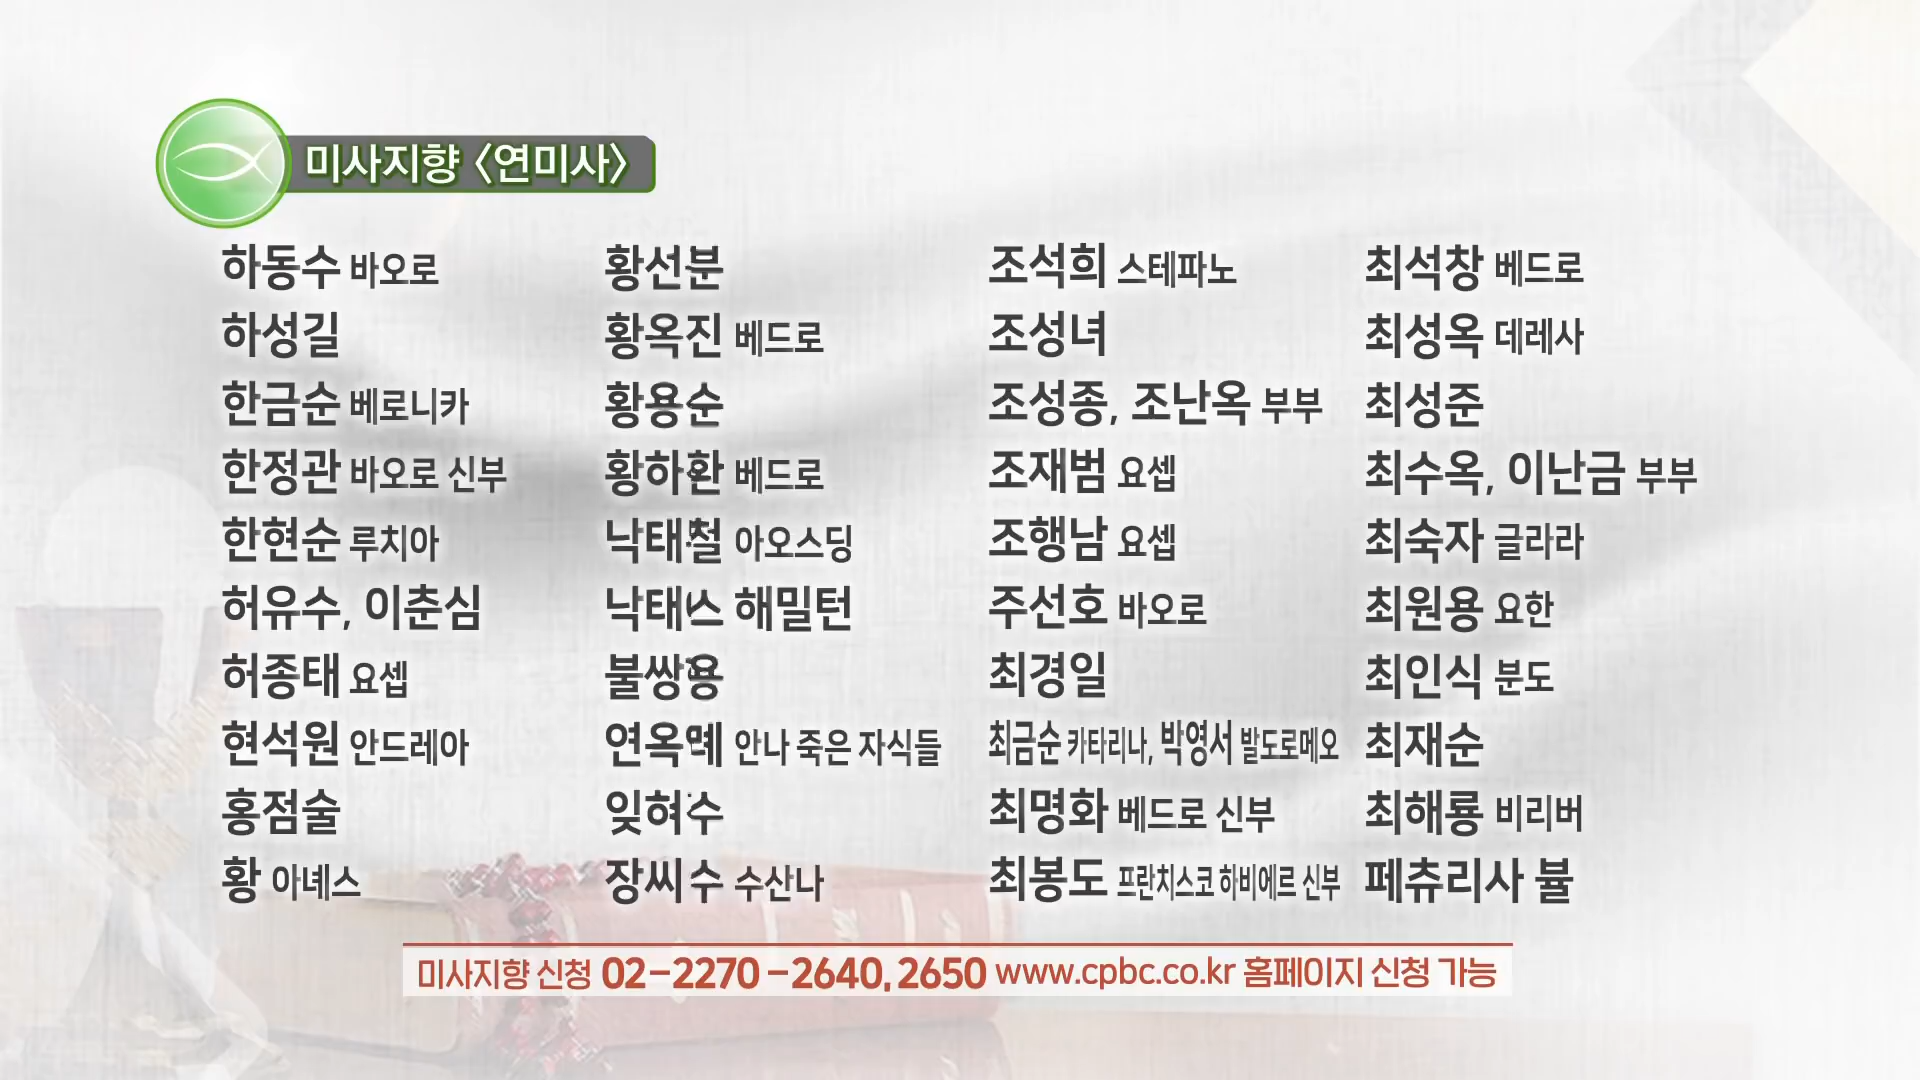 미사지향 <연미사>
하동수 바오로
하성길
한금순 베로니카
한정관 바오로 신부
한현순 루치아
허유수, 이춘심
허종태 요셉
현석원 안드레아
홍점술
황 아녜스
황선분
황옥진 베드로
황용순
황하환 베드로
낙태철 아오스딩
낙태 해밀턴
불쌍용
안나 죽은 자식들
수산나
조석희 스테파노
조성녀
조성종, 조난옥 부부
조재범 요셉
조행남 요셉
주선호 바오로
최경일
최금순 카타리나, 박영서 발도로메오
최명화 베드로 신부
최봉도 프란치스코 하비에르 신부
최석창 베드로
최성옥 데레사
최성준
최수옥, 이난금 부부
최숙자 글라라
최원용 요한
최인식 분도
최재순
최해룡 비리버
페츄리사 뷸
미사지향 신청 02-2270-2640, 2650 www.cpbc.co.kr 홈페이지 신청 가능